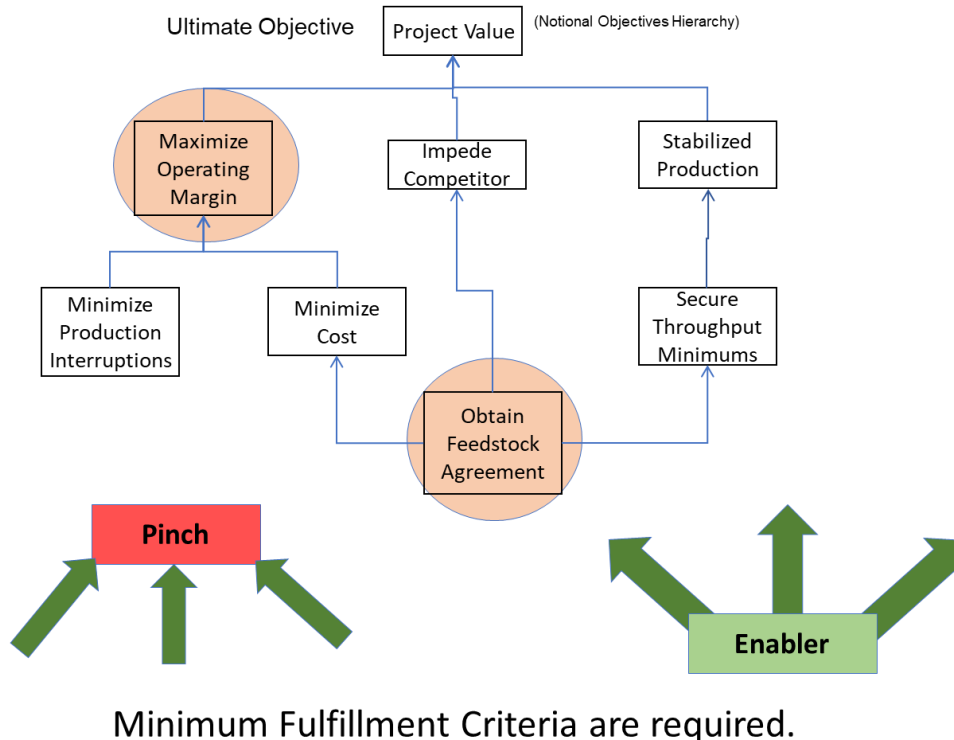 Ultimate Objective
Project Value
(Notional Objectives Hierarchy)
Maximize
Operating
Margin
Impede
Competitor
Stabilized
Production
Minimize
Production
Interruptions
Minimize
Cost
Secure
Throughput
Minimums
Obtain
Feedstock
Agreement
Pinch
Enabler
Minimum Fulfillment Criteria are required.